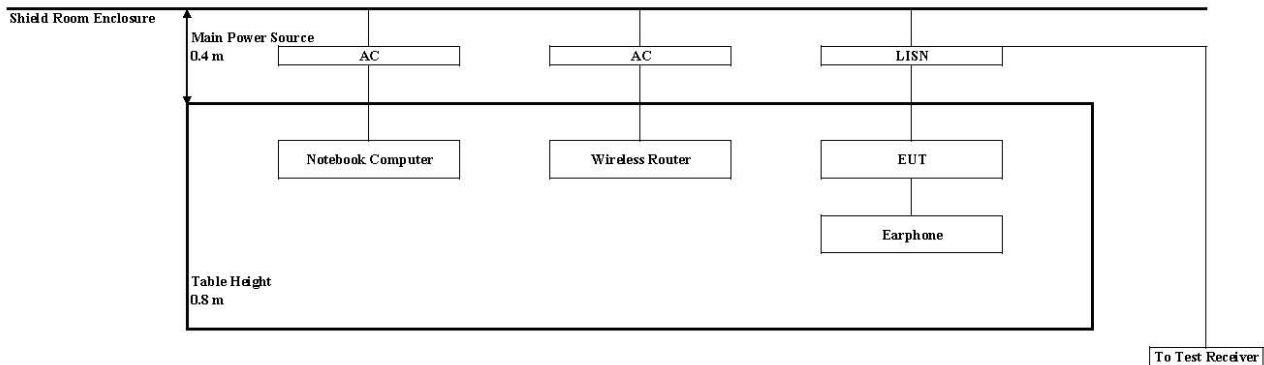 Shield Room Enclosure
Main Power Source
0.4 m
AC
AC
LISN
Notebook Computer
Wireless Router
EUT
Earphone
Table Height
0.8 m
To Test Receiver